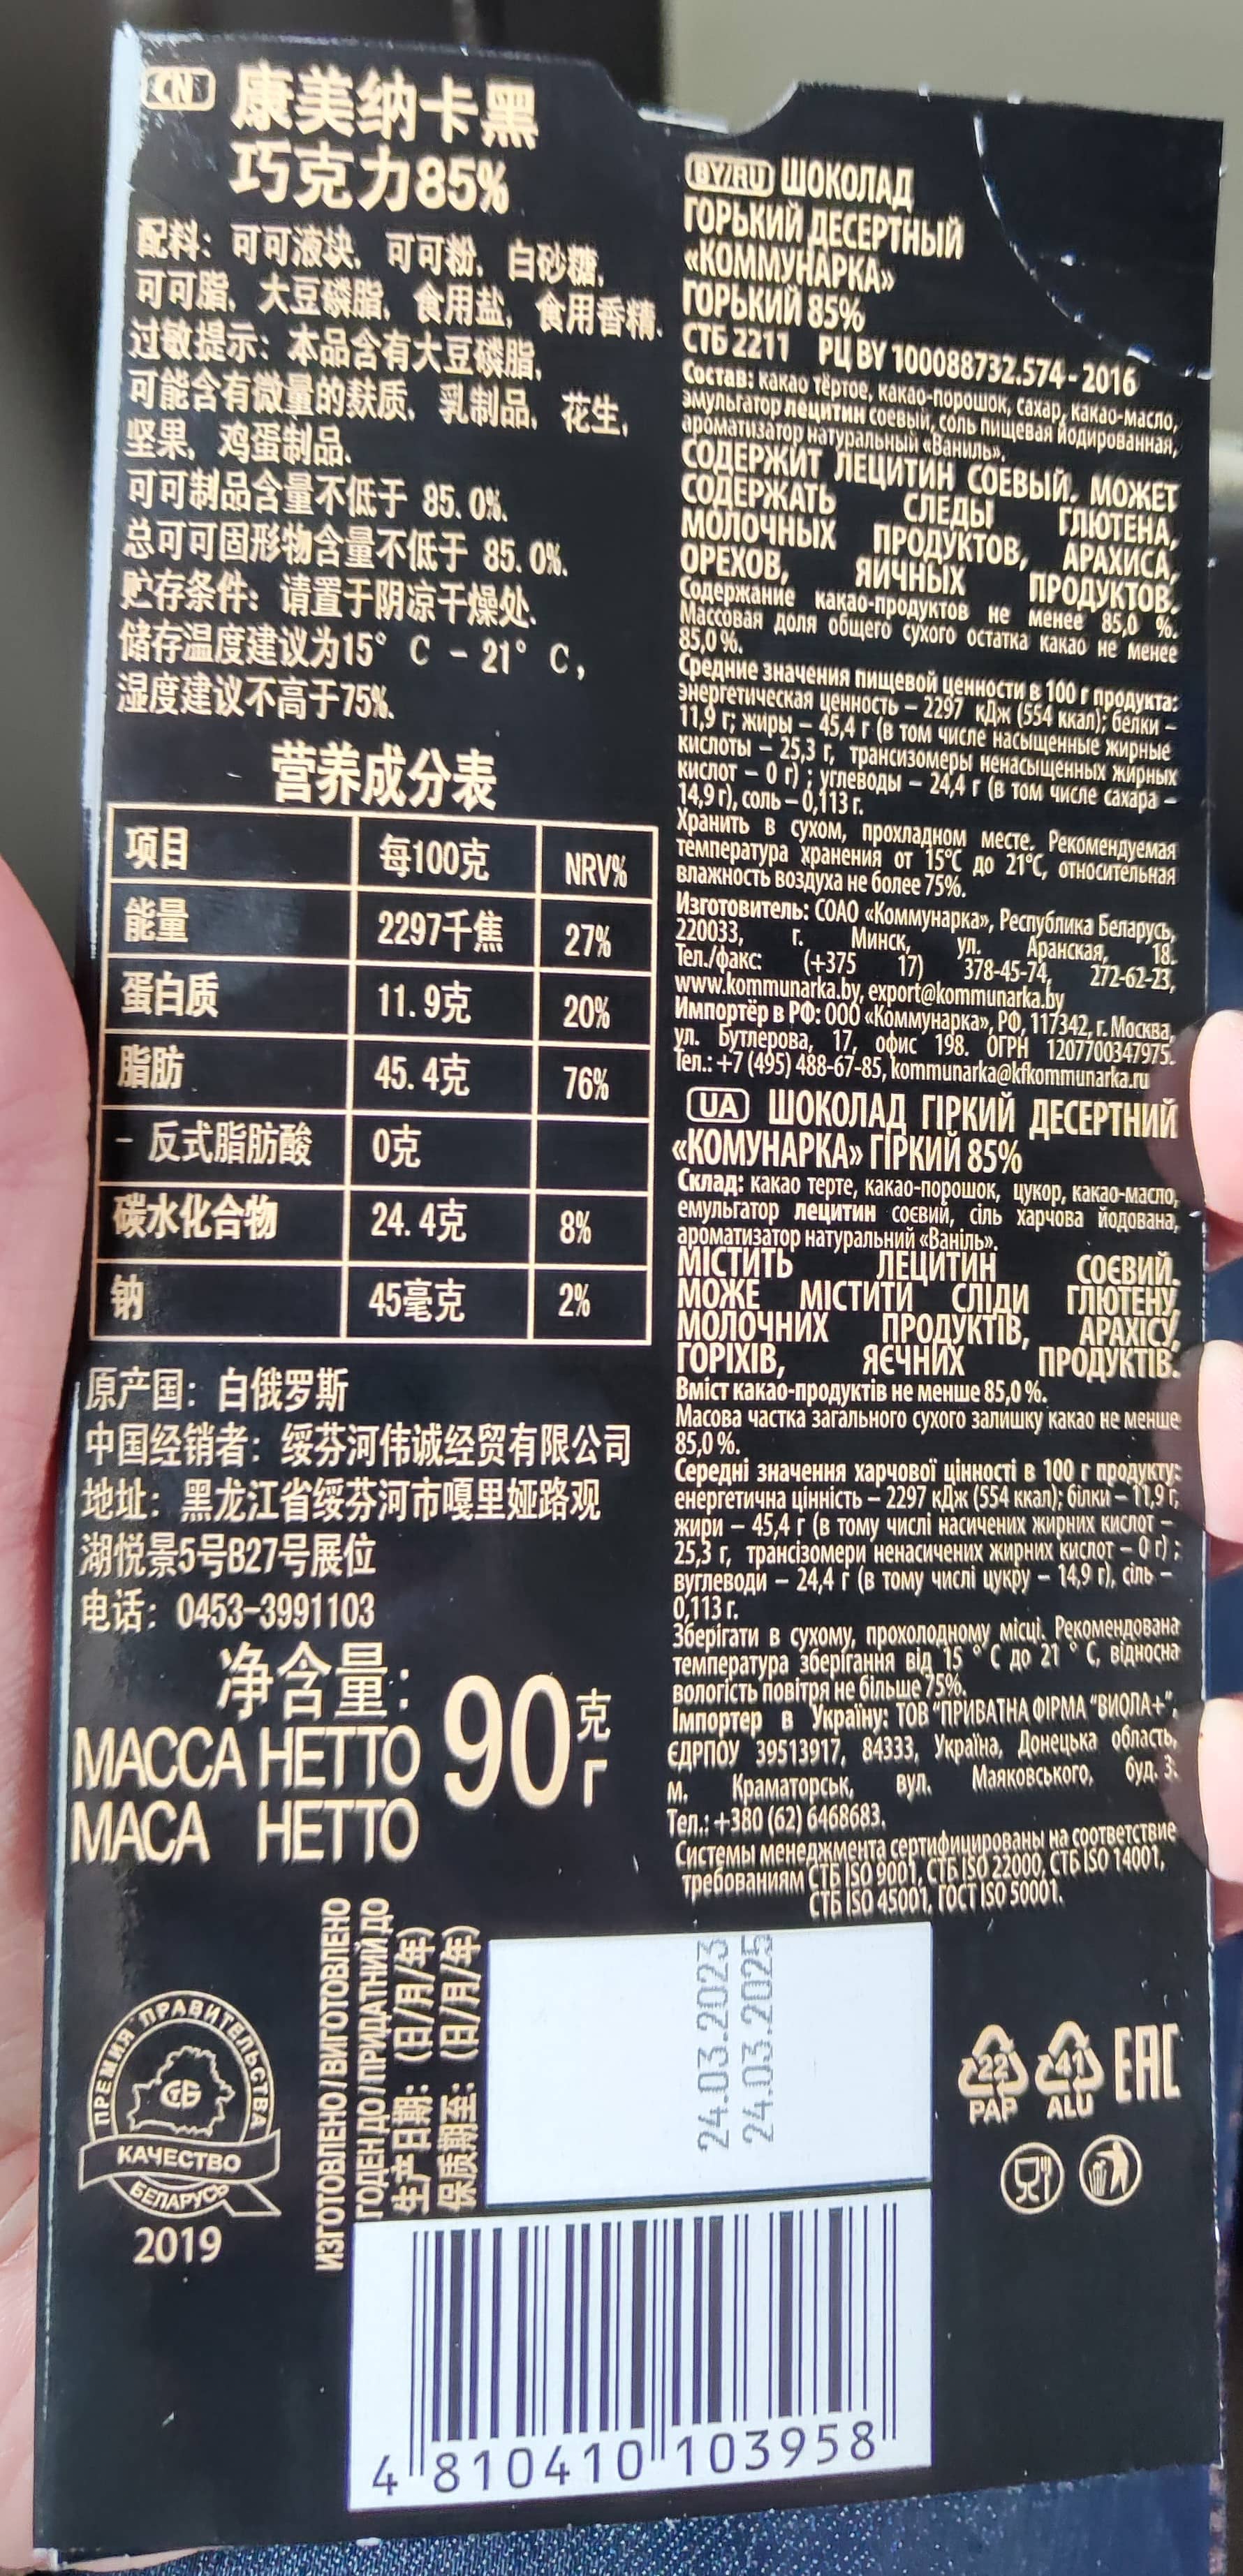 CN 康美纳卡黑
巧克力85%
配料：可可液块，可可粉，白砂糖，
可可脂，大豆磷脂，食用盐，食用香精.
过敏提示：本品含有大豆磷脂，
可能含有微量的麸质，乳制品，花生，
坚果，鸡蛋制品.
可可制品含量不低于 85.0%.
总可可固形物含量不低于 85.0%.
贮存条件：请置于阴凉干燥处.
储存温度建议为15° C - 21° C,
湿度建议不高于75%.
营养成分表
项目 每100克 NRV%
能量 2297千焦 27%
蛋白质 11.9克 20%
脂肪 45.4克 76%
- 反式脂肪酸 0克
碳水化合物 24.4克 8%
钠 45毫克 2%
原产国：白俄罗斯
中国经销者：绥芬河伟诚经贸有限公司
地址：黑龙江省绥芬河市嘎里娅路观
湖悦景5号B27号展位
电话：0453-3991103
净含量:
МАССА НЕТТО 90 克
МАСА НЕТТО г
BY/RU ШОКОЛАД
ГОРЬКИЙ ДЕСЕРТНЫЙ
«КОММУНАРКА»
ГОРЬКИЙ 85%
СТБ 2211 РЦ BY 100088732.574-2016
Состав: какао тёртое, какао-порошок, сахар, какао-масло,
эмульгатор лецитин соевый, соль пищевая йодированная,
ароматизатор натуральный «Ваниль».
СОДЕРЖИТ ЛЕЦИТИН СОЕВЫЙ. МОЖЕТ
СОДЕРЖАТЬ СЛЕДЫ ГЛЮТЕНА,
МОЛОЧНЫХ ПРОДУКТОВ, АРАХИСА,
ОРЕХОВ, ЯИЧНЫХ ПРОДУКТОВ.
Содержание какао-продуктов не менее 85,0 %.
Массовая доля общего сухого остатка какао не менее
85,0 %.
Средние значения пищевой ценности в 100 г продукта:
энергетическая ценность – 2297 кДж (554 ккал); белки –
11,9 г; жиры – 45,4 г (в том числе насыщенные жирные
кислоты – 25,3 г, трансизомеры ненасыщенных жирных
кислот – 0 г) ; углеводы – 24,4 г (в том числе сахара –
14,9 г), соль – 0,113 г.
Хранить в сухом, прохладном месте. Рекомендуемая
температура хранения от 15°С до 21°С, относительная
влажность воздуха не более 75%.
Изготовитель: СОАО «Коммунарка», Республика Беларусь,
220033, г. Минск, ул. Аранская, 18.
Тел./факс: (+375 17) 378-45-74, 272-62-23,
www.kommunarka.by, export@kommunarka.by
Импортёр в РФ: ООО «Коммунарка», РФ, 117342, г. Москва,
ул. Бутлерова, 17, офис 198. ОГРН 1207700347975.
Тел.: +7 (495) 488-67-85, kommunarka@kfkommunarka.ru
UA ШОКОЛАД ГІРКИЙ ДЕСЕРТНИЙ
«КОМУНАРКА» ГІРКИЙ 85%
Склад: какао терте, какао-порошок, цукор, какао-масло,
емульгатор лецитин соєвий, сіль харчова йодована,
ароматизатор натуральний «Ваніль».
МІСТИТЬ ЛЕЦИТИН СОЄВИЙ.
МОЖЕ МІСТИТИ СЛІДИ ГЛЮТЕНУ,
МОЛОЧНИХ ПРОДУКТІВ, АРАХІСУ,
ГОРІХІВ, ЯЄЧНИХ ПРОДУКТІВ.
Вміст какао-продуктів не менше 85,0 %.
Масова частка загального сухого залишку какао не менше
85,0 %.
Середні значення харчової цінності в 100 г продукту:
енергетична цінність – 2297 кДж (554 ккал); білки – 11,9 г,
жири – 45,4 г (в тому числі насичених жирних кислот –
25,3 г, трансізомери ненасичених жирних кислот – 0 г) ;
вуглеводи – 24,4 г (в тому числі цукру – 14,9 г), сіль –
0,113 г.
Зберігати в сухому, прохолодному місці. Рекомендована
температура зберігання від 15 ° С до 21 ° С, відносна
вологість повітря не більше 75%.
Імпортер в Україну: ТОВ "ПРИВАТНА ФІРМА "ВИОЛА+",
ЄДРПОУ 39513917, 84333, Україна, Донецька область,
м. Краматорськ, вул. Маяковського, буд. 3.
Тел.: +380 (62) 6468683.
Системы менеджмента сертифицированы на соответствие
требованиям СТБ ISO 9001, СТБ ISO 22000, СТБ ISO 14001,
СТБ ISO 45001, ГОСТ ISO 50001.
ПРЕМИЯ ПРАВИТЕЛЬСТВА
СТБ
КАЧЕСТВО
БЕЛАРУСЬ
2019
ИЗГОТОВЛЕНО/ВИГОТОВЛЕНО
ГОДЕН ДО/ПРИДАТНИЙ ДО
生产日期：(日/月/年)
保质期至：(日/月/年)
24.03.2023
24.03.2025
22 PAP
41 ALU
EAC
4 810410 103958